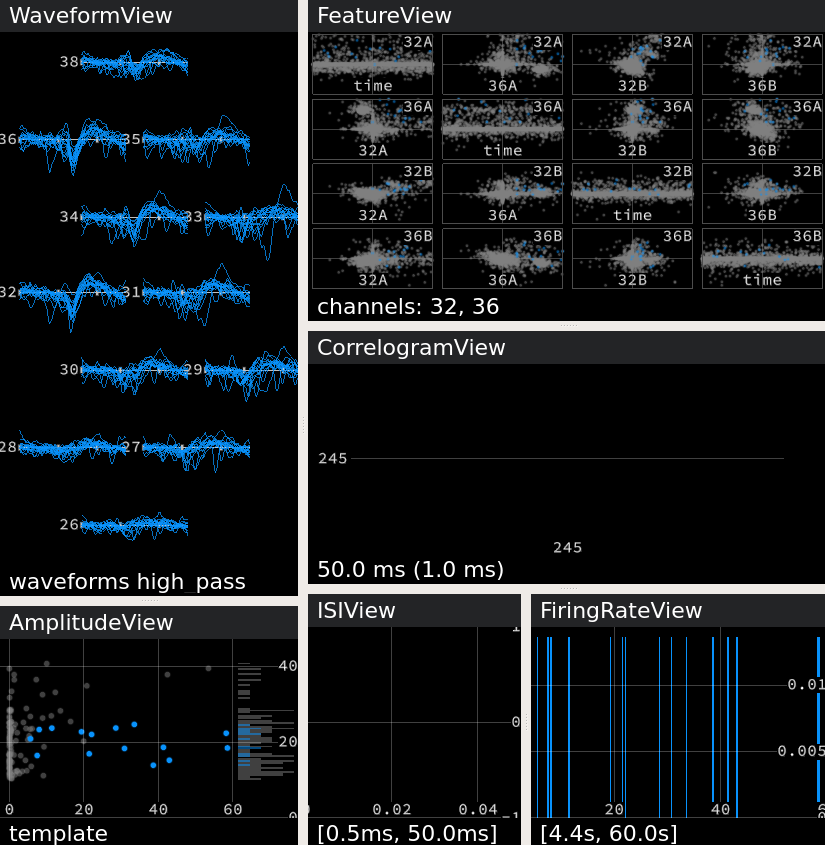 WaveformView
38
36 35
34 33
32 31
30 29
28 27
26
waveforms high_pass
AmplitudeView
40
20
0 20 40 60 0
template
FeatureView
32A 32A 32A 32A
time 36A 32B 36B
36A 36A 36A 36A
32A time 32B 36B
32B 32B 32B 32B
32A 36A time 36B
36B 36B 36B 36B
32A 36A 32B time
channels: 32, 36
CorrelogramView
245
245
50.0 ms (1.0 ms)
ISIView
0
0.02 0.04 -1
[0.5ms, 50.0ms]
FiringRateView
0.01
0.005
20 40
[4.4s, 60.0s]